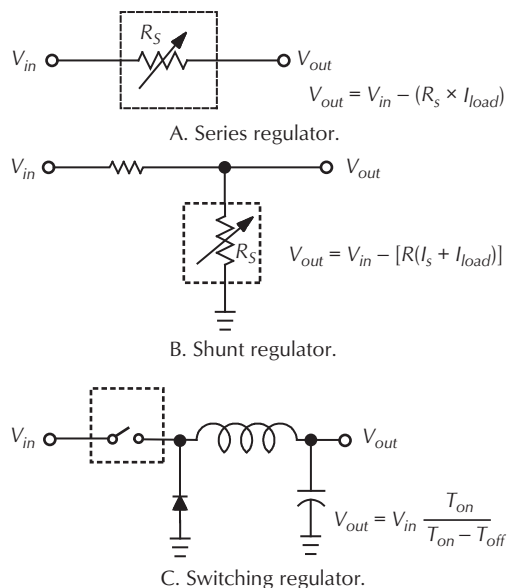 R_S
V_in V_out
V_out = V_in – (R_s × I_load)
A. Series regulator.
V_in V_out
R_S
V_out = V_in – [R(I_s + I_load)]
B. Shunt regulator.
V_in V_out
V_out = V_in T_on / T_on – T_off
C. Switching regulator.